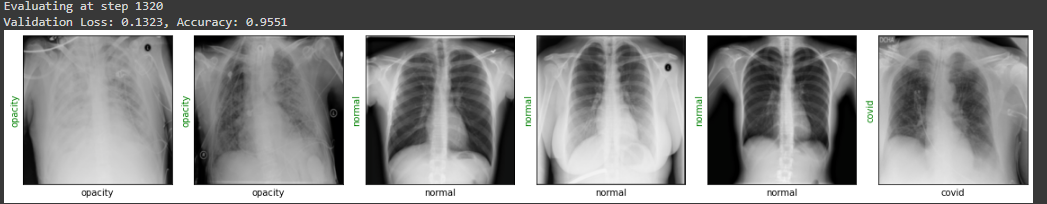 Evaluating at step 1320
Validation Loss: 0.1323, Accuracy: 0.9551
opacity
opacity
normal
normal
normal
covid
opacity
opacity
normal
normal
normal
covid